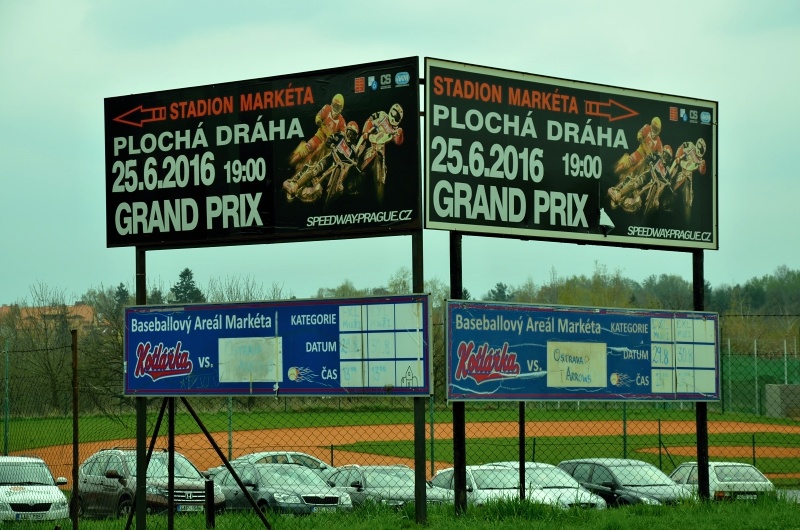 STADION MARKÉTA
PLOCHÁ DRÁHA
25.6.2016 19:00
GRAND PRIX
SPEEDWAY-PRAGUE.CZ
STADION MARKÉTA
PLOCHÁ DRÁHA
25.6.2016 19:00
GRAND PRIX
SPEEDWAY-PRAGUE.CZ
Baseballový Areál Markéta
Kotlářka VS.
KATEGORIE
DATUM
ČAS
Baseballový Areál Markéta
Kotlářka VS. OSTRAVA
ARROWS
KATEGORIE
DATUM
ČAS